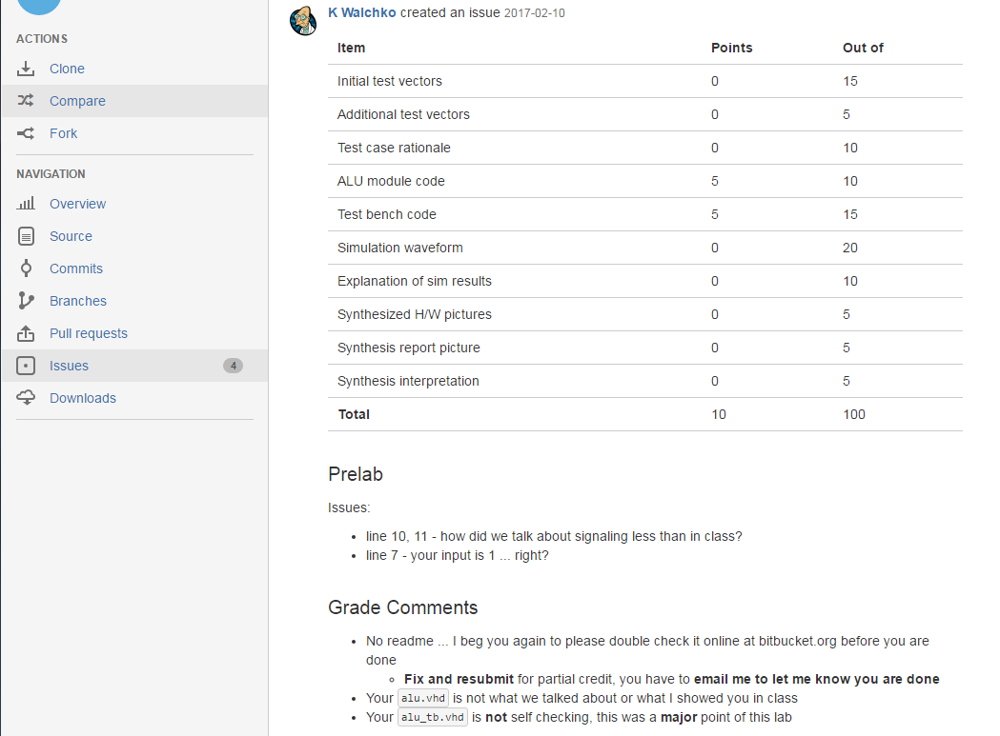 ACTIONS
Clone
Compare
Fork
NAVIGATION
Overview
Source
Commits
Branches
Pull requests
Issues 4
Downloads
K Walchko created an issue 2017-02-10
Item Points Out of
Initial test vectors 0 15
Additional test vectors 0 5
Test case rationale 0 10
ALU module code 5 10
Test bench code 5 15
Simulation waveform 0 20
Explanation of sim results 0 10
Synthesized H/W pictures 0 5
Synthesis report picture 0 5
Synthesis interpretation 0 5
Total 10 100
Prelab
Issues:
• line 10, 11 - how did we talk about signaling less than in class?
• line 7 - your input is 1 ... right?
Grade Comments
• No readme ... I beg you again to please double check it online at bitbucket.org before you are
done
◦ Fix and resubmit for partial credit, you have to email me to let me know you are done
• Your alu.vhd is not what we talked about or what I showed you in class
• Your alu_tb.vhd is not self checking, this was a major point of this lab